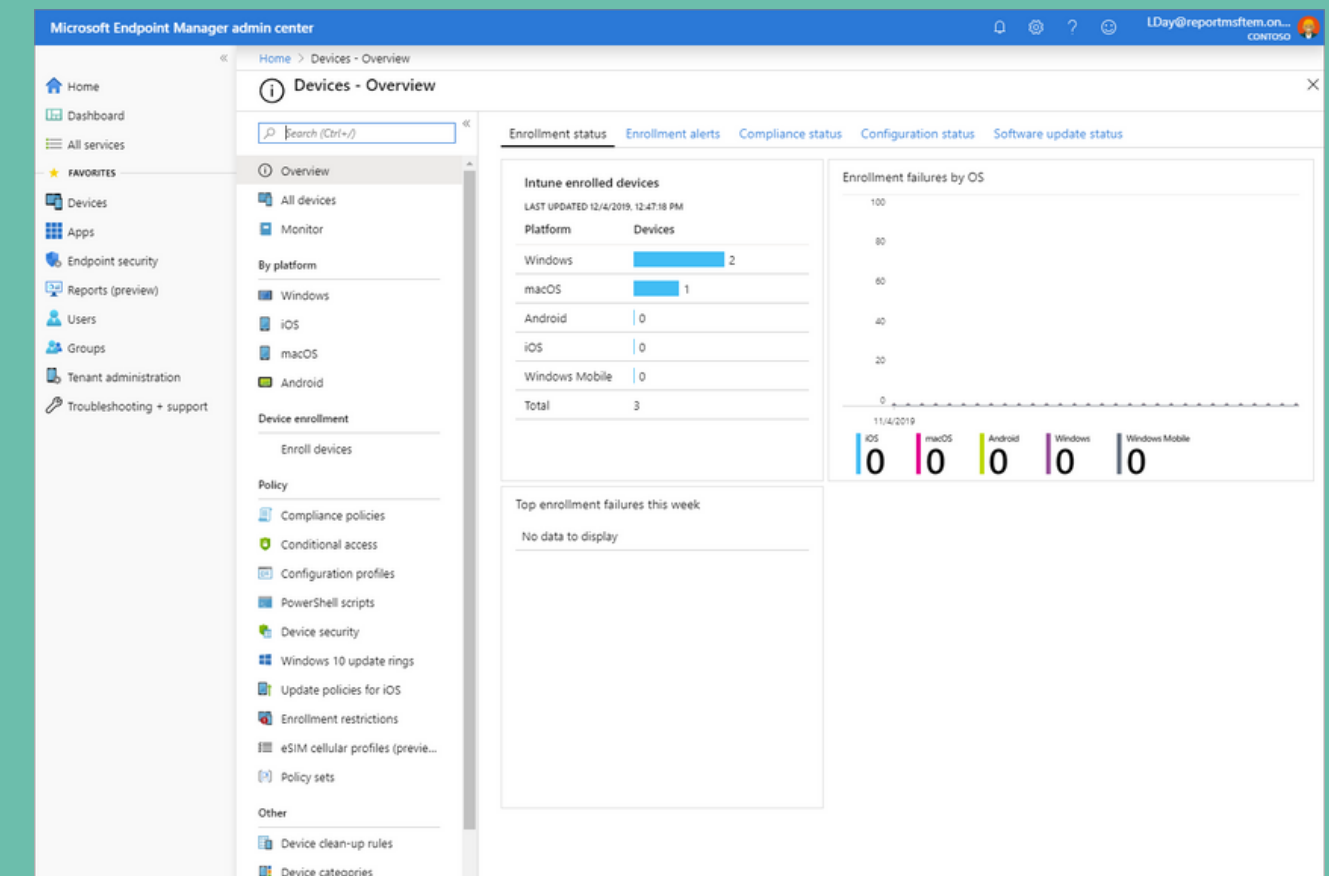 Microsoft Endpoint Manager admin center
LDay@reportmsftem.on...
CONTOSO
«
Home
Dashboard
All services
FAVORITES
Devices
Apps
Endpoint security
Reports (preview)
Users
Groups
Tenant administration
Troubleshooting + support
Home > Devices - Overview
Devices - Overview
Search (Ctrl+/)
«
Overview
All devices
Monitor
By platform
Windows
iOS
macOS
Android
Device enrollment
Enroll devices
Policy
Compliance policies
Conditional access
Configuration profiles
PowerShell scripts
Device security
Windows 10 update rings
Update policies for iOS
Enrollment restrictions
eSIM cellular profiles (previe...
Policy sets
Other
Device clean-up rules
Device categories
Enrollment status Enrollment alerts Compliance status Configuration status Software update status
Intune enrolled devices
LAST UPDATED 12/4/2019, 12:47:18 PM
Platform Devices
Windows 2
macOS 1
Android 0
iOS 0
Windows Mobile 0
Total 3
Enrollment failures by OS
100
80
60
40
20
0
11/4/2019
iOS macOS Android Windows Windows Mobile
0 0 0 0 0
Top enrollment failures this week
No data to display